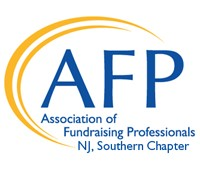 AFP
Association of
Fundraising Professionals
NJ, Southern Chapter